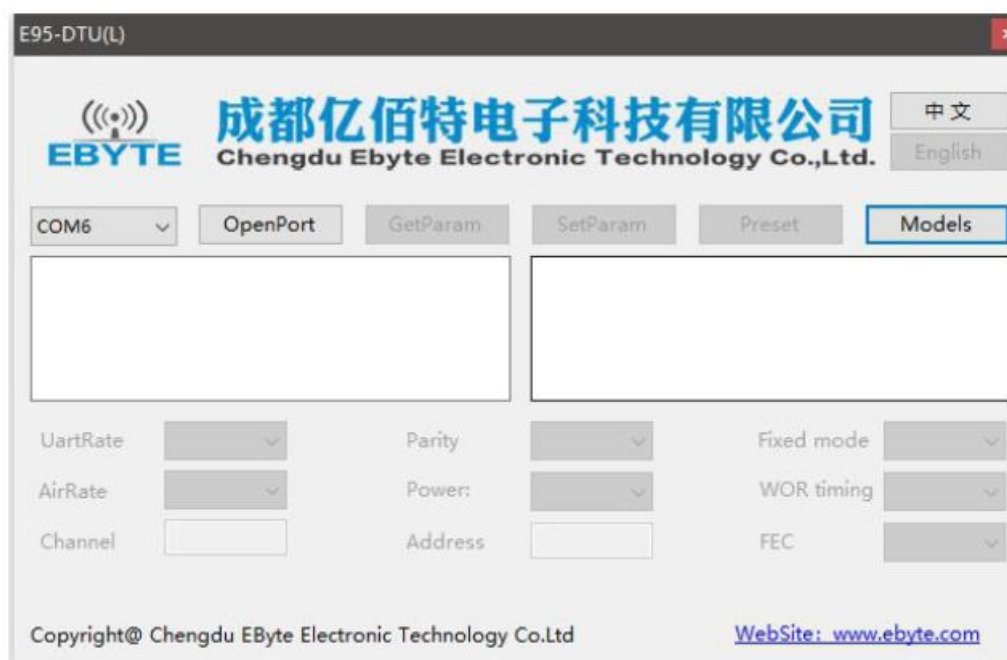 E95-DTU(L)
成都亿佰特电子科技有限公司
EBYTE
Chengdu Ebyte Electronic Technology Co.,Ltd.
中文
English
COM6 OpenPort GetParam SetParam Preset Models
UartRate Parity Fixed mode
AirRate Power: WOR timing
Channel Address FEC
Copyright@ Chengdu EByte Electronic Technology Co.Ltd WebSite: www.ebyte.com